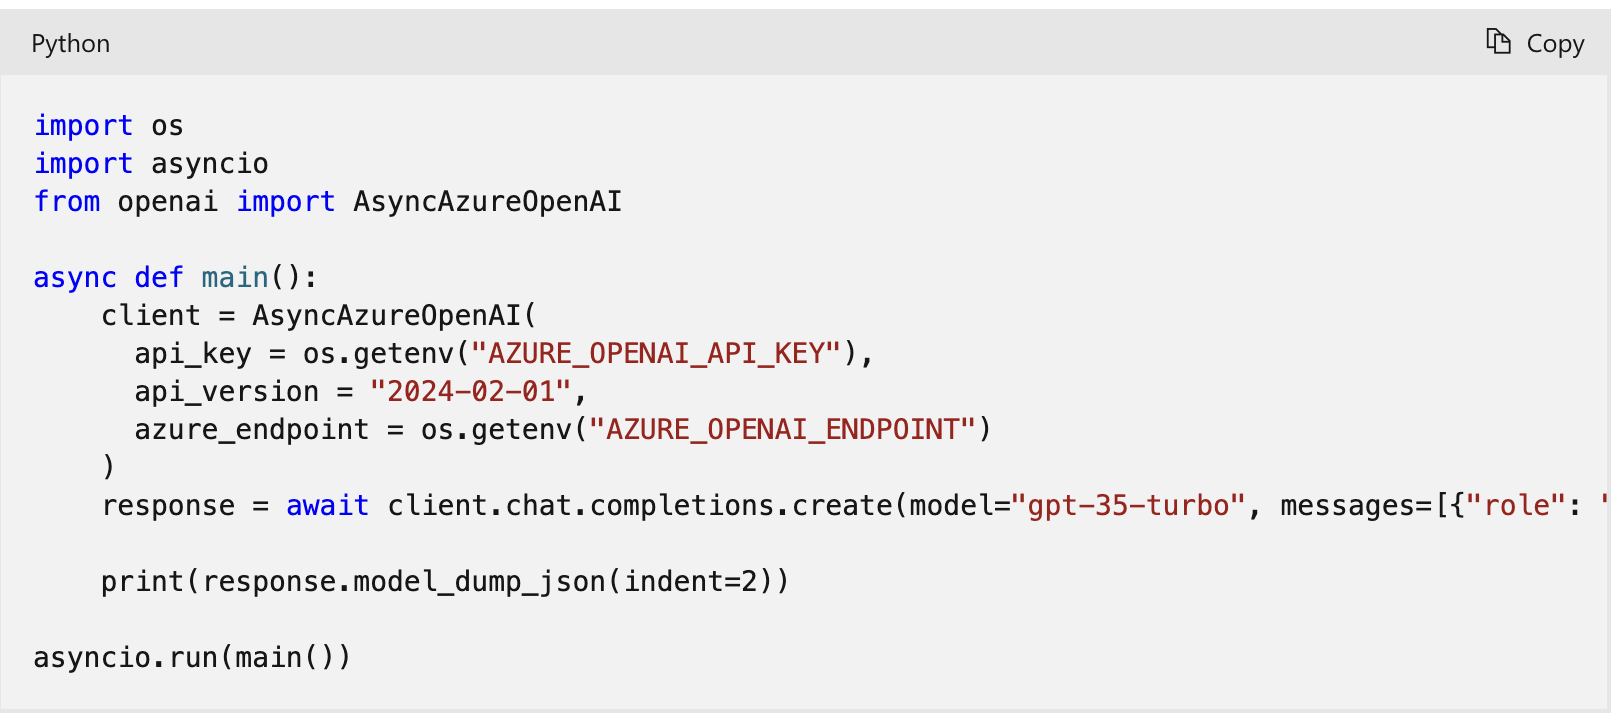 Python
Copy
import os
import asyncio
from openai import AsyncAzureOpenAI
async def main():
    client = AsyncAzureOpenAI(
      api_key = os.getenv("AZURE_OPENAI_API_KEY"),
      api_version = "2024-02-01",
      azure_endpoint = os.getenv("AZURE_OPENAI_ENDPOINT")
    )
    response = await client.chat.completions.create(model="gpt-35-turbo", messages=[{"role": "
    print(response.model_dump_json(indent=2))
asyncio.run(main())